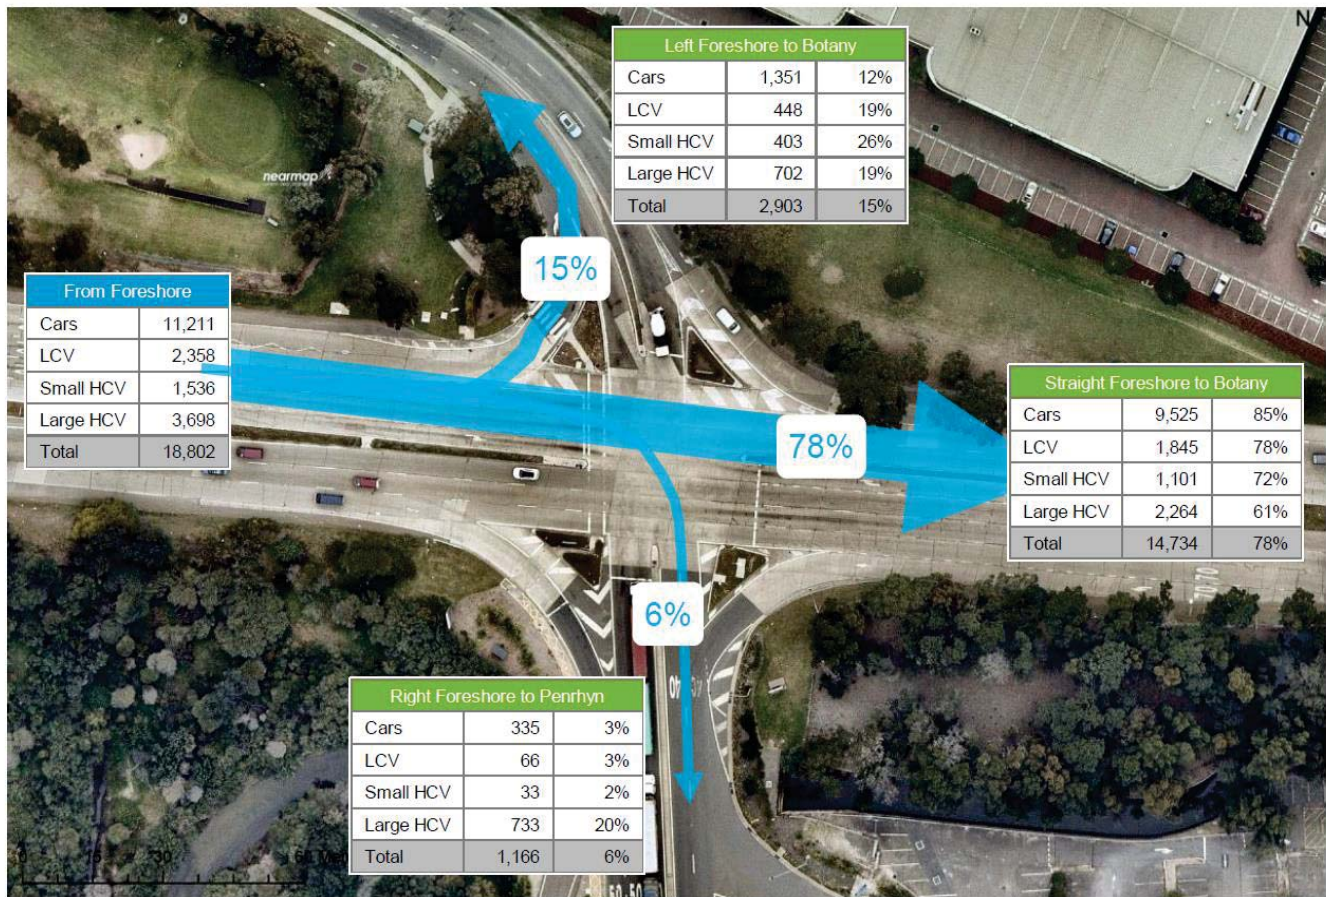 N
Left Foreshore to Botany
Cars 1,351 12%
LCV 448 19%
Small HCV 403 26%
Large HCV 702 19%
Total 2,903 15%
nearmap
15%
From Foreshore
Cars 11,211
LCV 2,358
Small HCV 1,536
Large HCV 3,698
Total 18,802
78%
Straight Foreshore to Botany
Cars 9,525 85%
LCV 1,845 78%
Small HCV 1,101 72%
Large HCV 2,264 61%
Total 14,734 78%
6%
Right Foreshore to Penrhyn
Cars 335 3%
LCV 66 3%
Small HCV 33 2%
Large HCV 733 20%
Total 1,166 6%
0 15 30